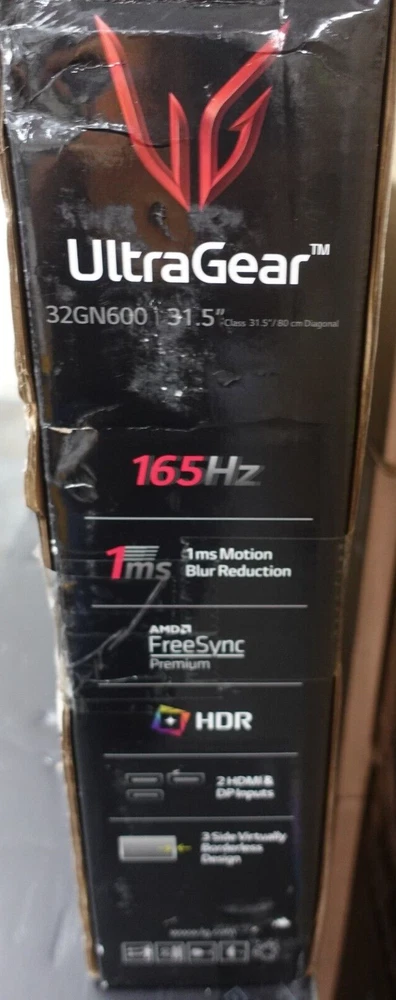 UltraGear™
32GN600 | 31.5" Class 31.5"/80 cm Diagonal
165Hz
1ms 1ms Motion
Blur Reduction
AMD
FreeSync
Premium
HDR
2 HDMI &
DP Inputs
3 Side Virtually
Borderless
Design